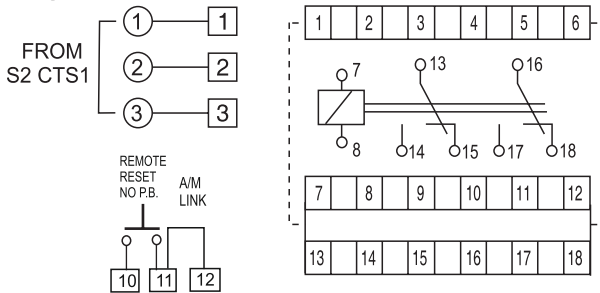 FROM
S2 CTS1
1 1
2 2
3 3
REMOTE
RESET
NO P.B.
A/M
LINK
10 11 12
1 2 3 4 5 6
7 13 16
8 14 15 17 18
7 8 9 10 11 12
13 14 15 16 17 18